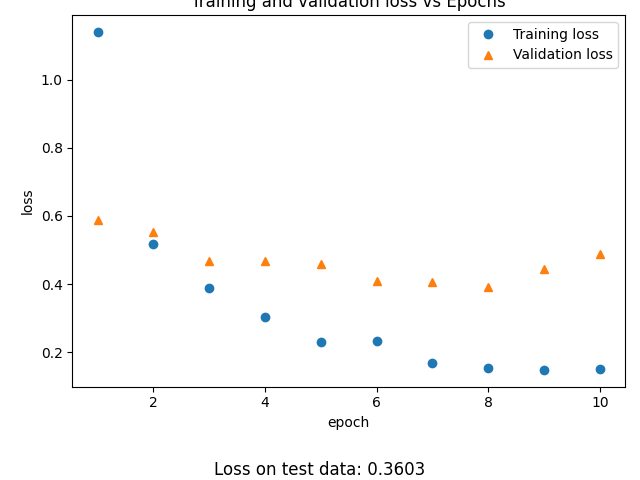 Training and validation loss vs Epochs
Training loss
Validation loss
1.0
0.8
0.6
0.4
0.2
loss
2 4 6 8 10
epoch
Loss on test data: 0.3603